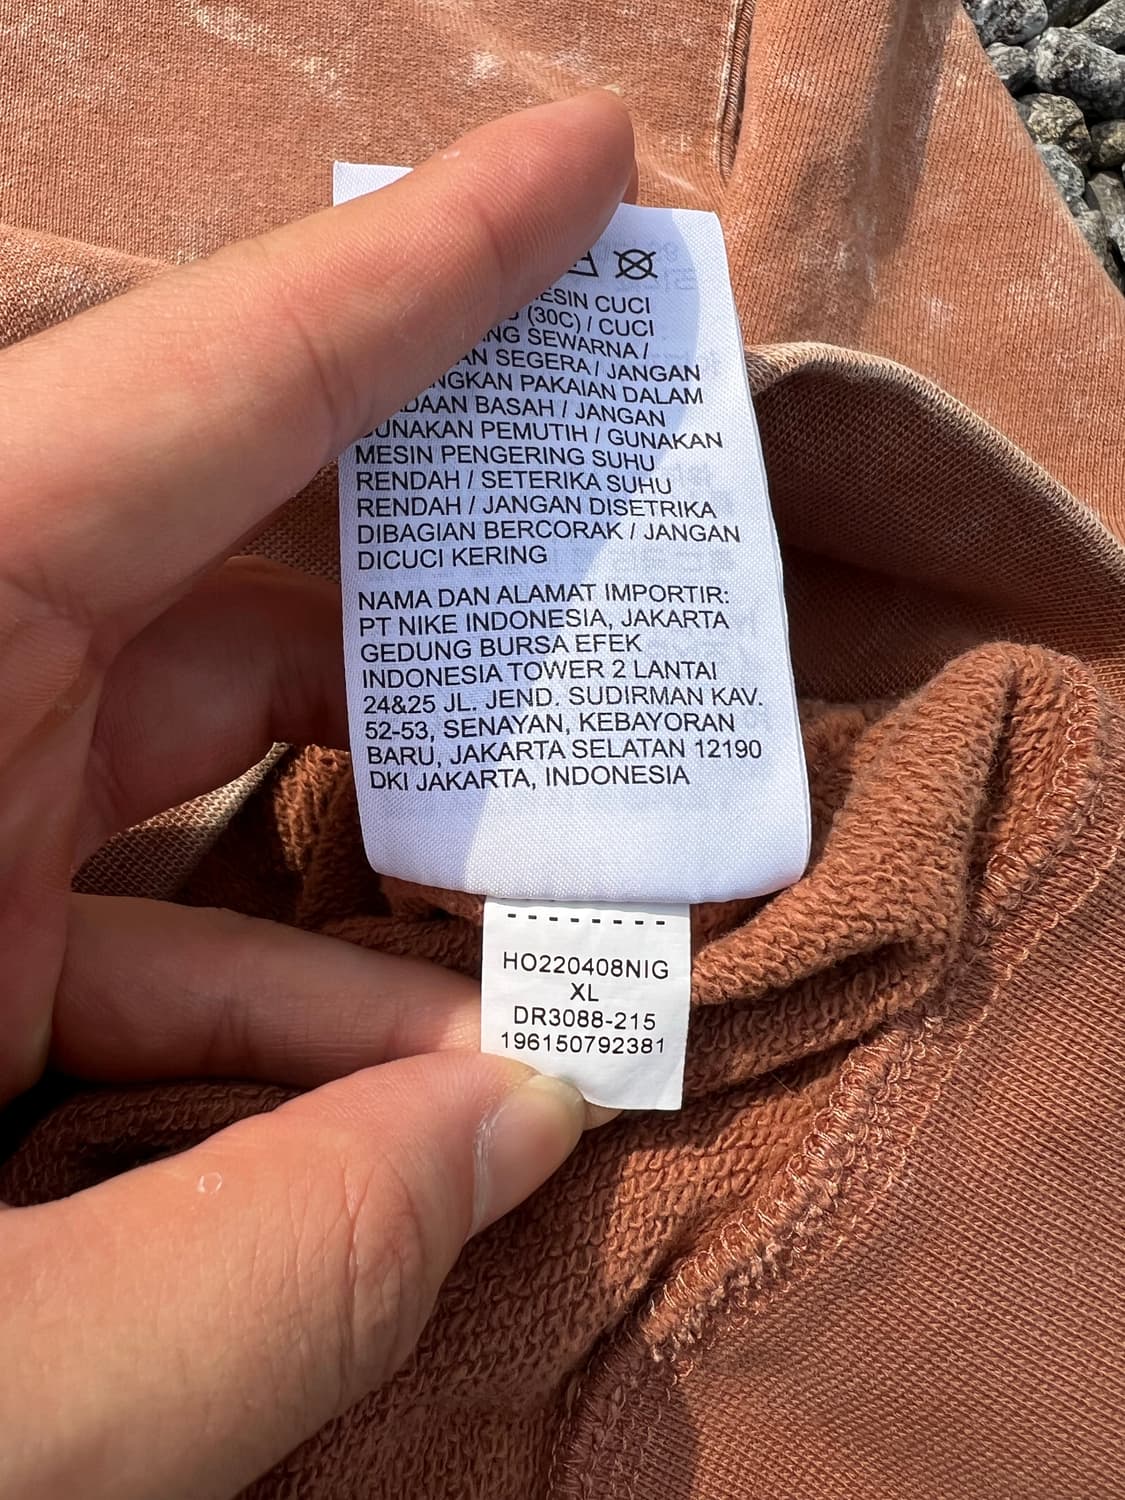 CUCI
(30C) / CUCI
SEWARNA /
SEGERA / JANGAN
PAKAIAN DALAM
BASAH / JANGAN
GUNAKAN PEMUTIH / GUNAKAN
MESIN PENGERING SUHU
RENDAH / SETERIKA SUHU
RENDAH / JANGAN DISETRIKA
DIBAGIAN BERCORAK / JANGAN
DICUCI KERING
NAMA DAN ALAMAT IMPORTIR:
PT NIKE INDONESIA, JAKARTA
GEDUNG BURSA EFEK
INDONESIA TOWER 2 LANTAI
24&25 JL. JEND. SUDIRMAN KAV.
52-53, SENAYAN, KEBAYORAN
BARU, JAKARTA SELATAN 12190
DKI JAKARTA, INDONESIA
HO220408NIG
XL
DR3088-215
196150792381